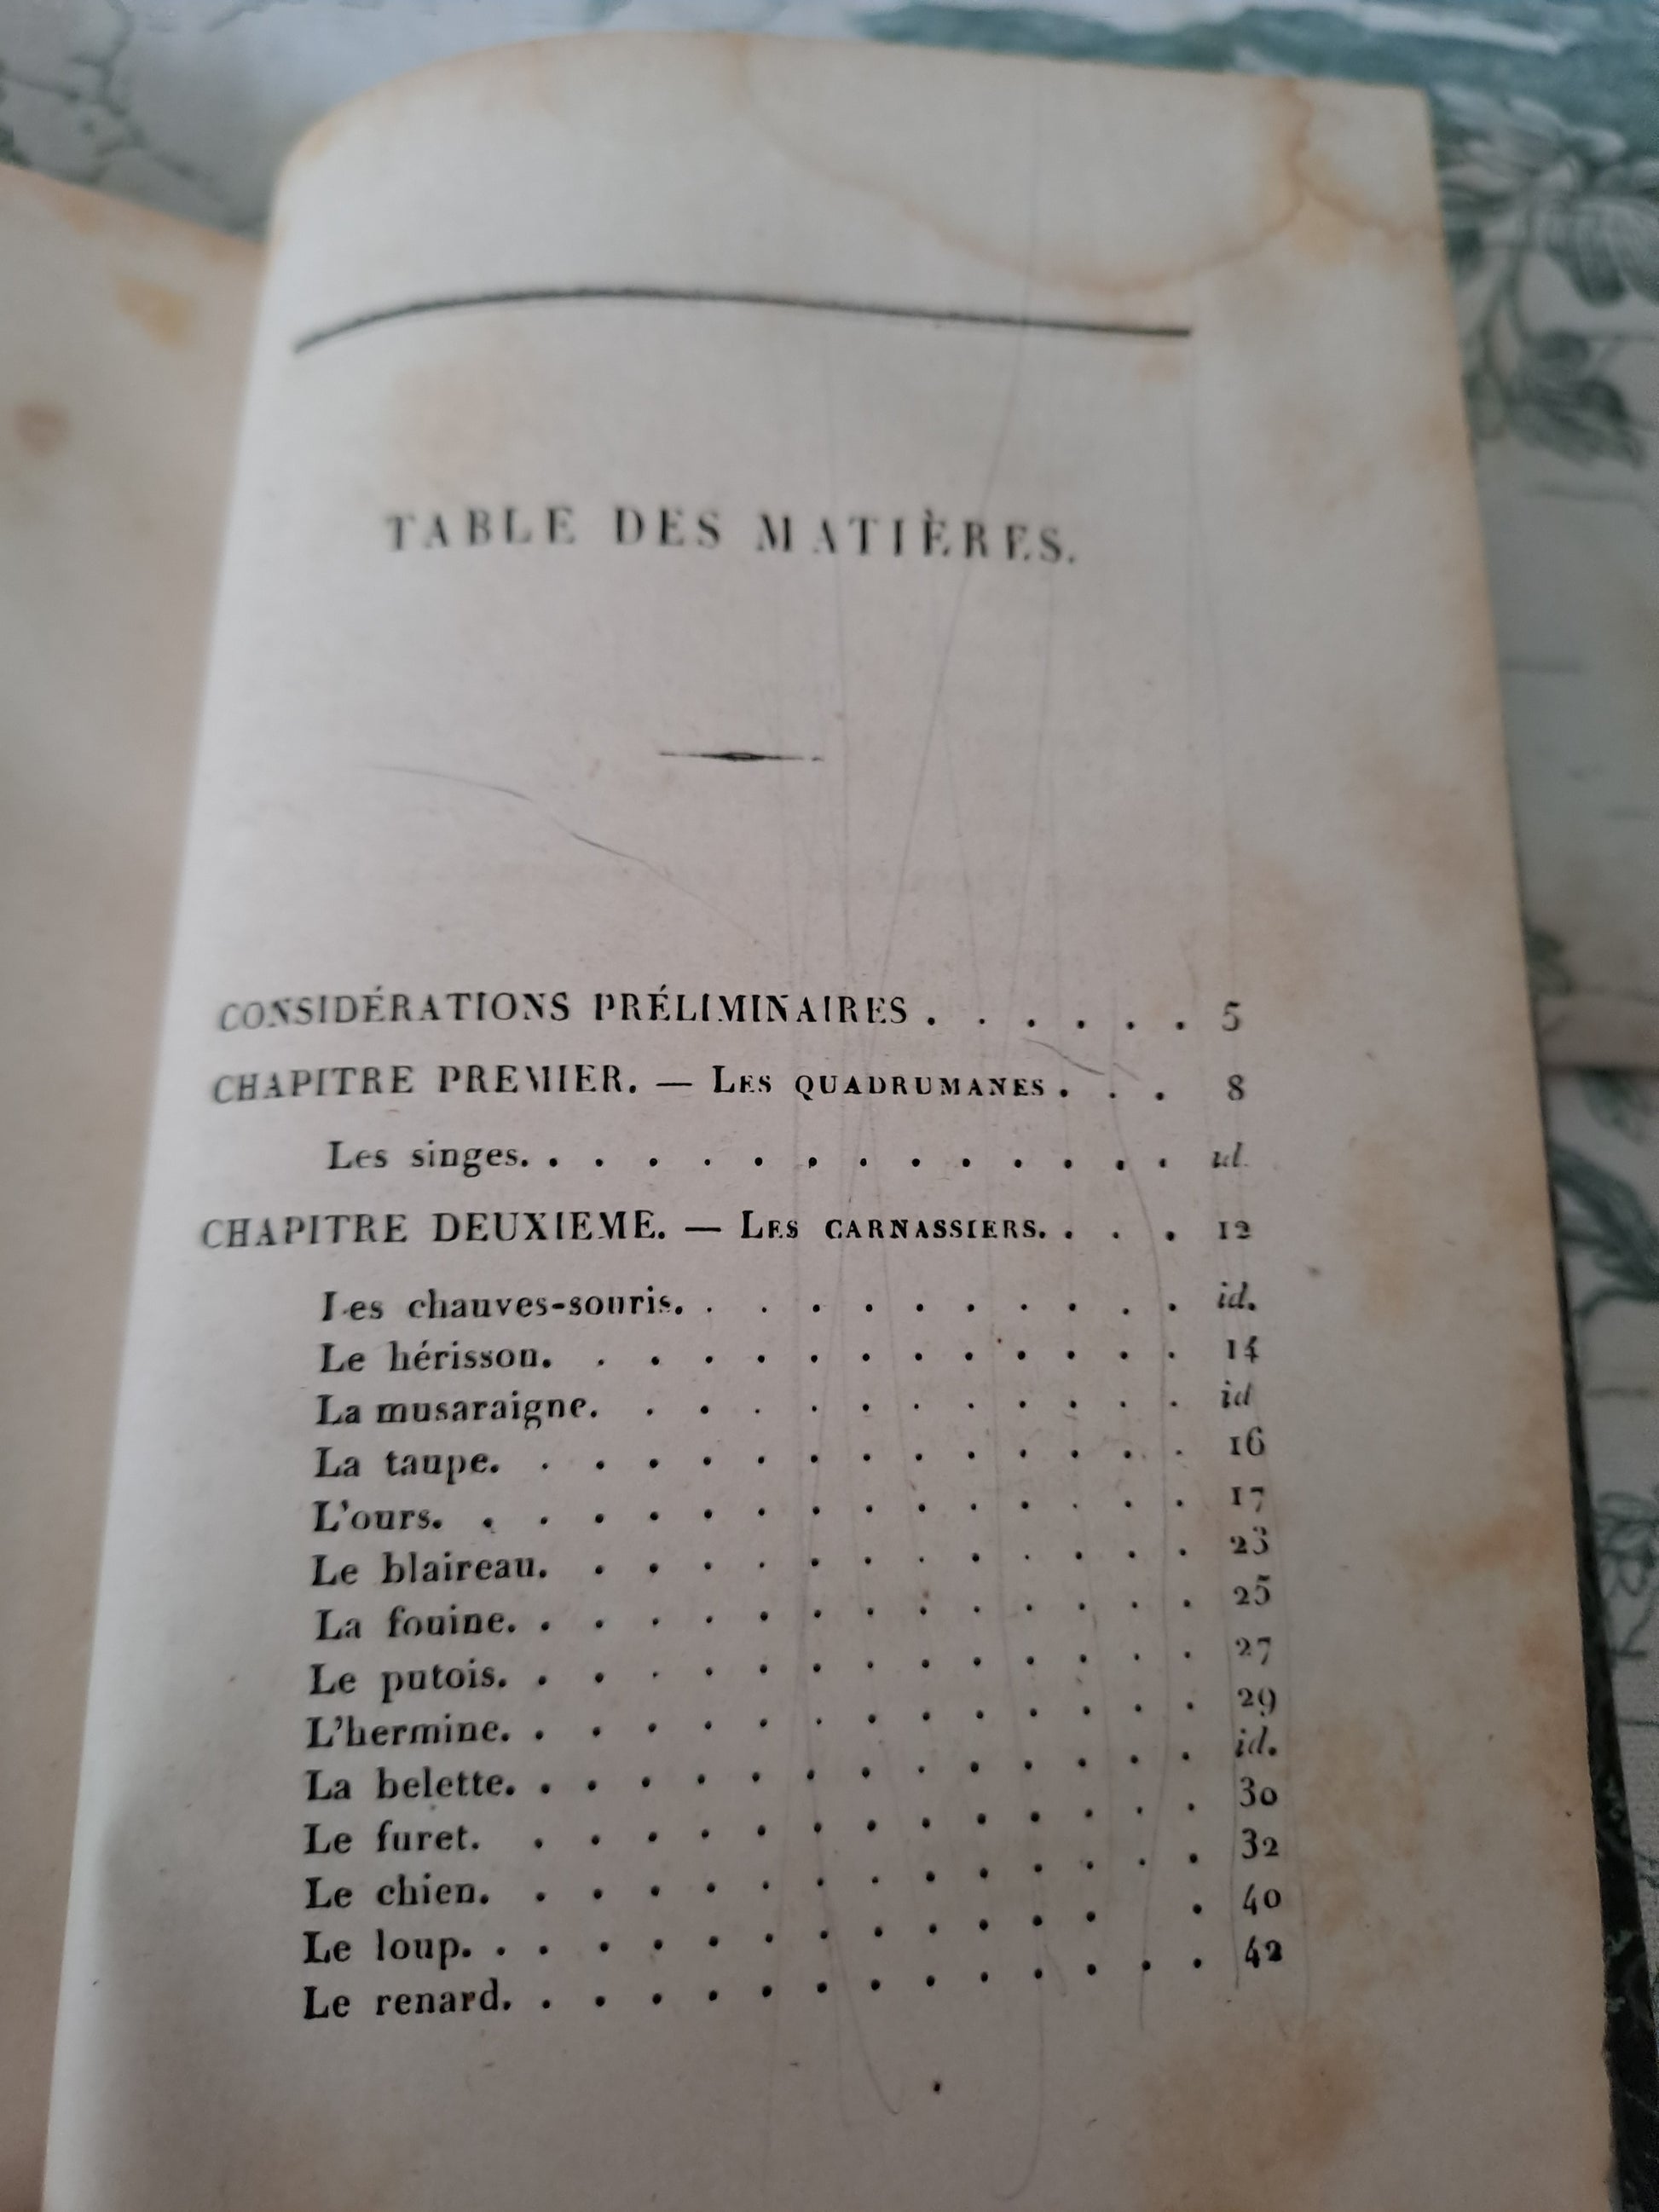 TABLE DES MATIÈRES.
CONSIDÉRATIONS PRÉLIMINAIRES . . . . . . 5
CHAPITRE PREMIER. — LES QUADRUMANES . . . 8
Les singes. . . . . . . . . . . . . . id.
CHAPITRE DEUXIEME. — LES CARNASSIERS. . . . 12
Les chauves-souris. . . . . . . . . . . id.
Le hérisson. . . . . . . . . . . . . 14
La musaraigne. . . . . . . . . . . . id
La taupe. . . . . . . . . . . . . . 16
L'ours. . . . . . . . . . . . . . . 17
Le blaireau. . . . . . . . . . . . . 23
La fouine. . . . . . . . . . . . . . 25
Le putois. . . . . . . . . . . . . . 27
L'hermine. . . . . . . . . . . . . . 29
La belette. . . . . . . . . . . . . . id.
Le furet. . . . . . . . . . . . . . 30
Le chien. . . . . . . . . . . . . . 32
Le loup. . . . . . . . . . . . . . 40
Le renard. . . . . . . . . . . . . . 42